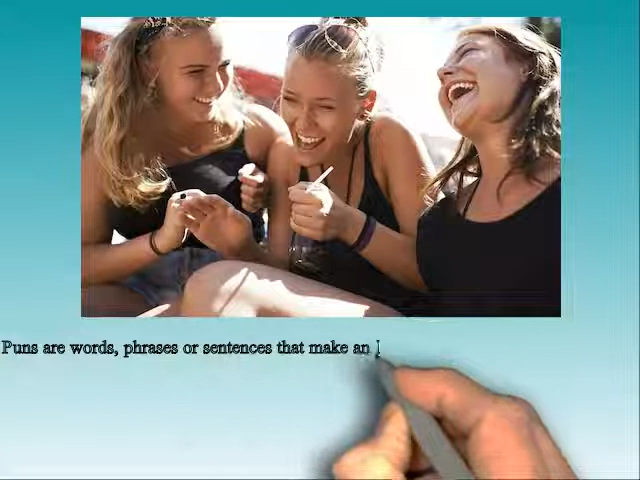 Puns are words, phrases or sentences that make an